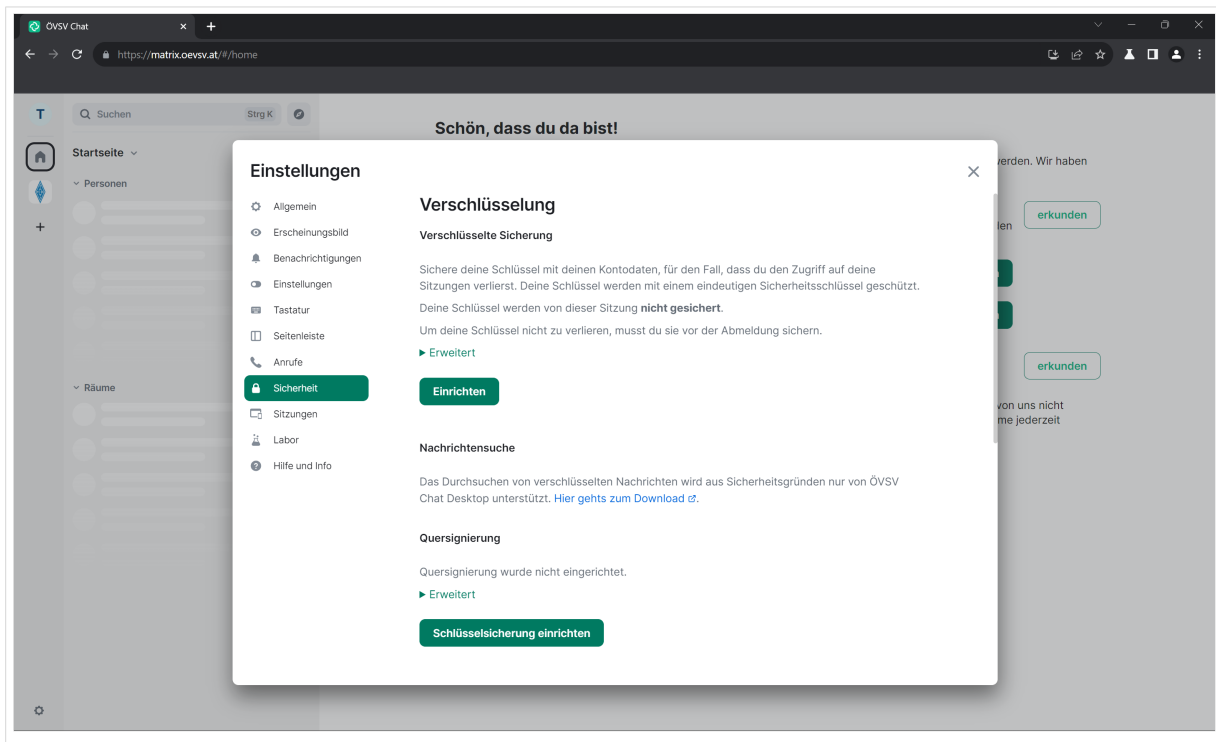 ÖVSV Chat
https://matrix.oevsv.at/#/home
T
Suchen
Strg K
Startseite
Personen
Räume
Schön, dass du da bist!
werden. Wir haben
erkunden
erkunden
von uns nicht
jederzeit
Einstellungen
Allgemein
Erscheinungsbild
Benachrichtigungen
Einstellungen
Tastatur
Seitenleiste
Anrufe
Sicherheit
Sitzungen
Labor
Hilfe und Info
Verschlüsselung
Verschlüsselte Sicherung
Sichere deine Schlüssel mit deinen Kontodaten, für den Fall, dass du den Zugriff auf deine
Sitzungen verlierst. Deine Schlüssel werden mit einem eindeutigen Sicherheitsschlüssel geschützt.
Deine Schlüssel werden von dieser Sitzung nicht gesichert.
Um deine Schlüssel nicht zu verlieren, musst du sie vor der Abmeldung sichern.
Erweitert
Einrichten
Nachrichtensuche
Das Durchsuchen von verschlüsselten Nachrichten wird aus Sicherheitsgründen nur von ÖVSV
Chat Desktop unterstützt. Hier gehts zum Download.
Quersignierung
Quersignierung wurde nicht eingerichtet.
Erweitert
Schlüsselsicherung einrichten